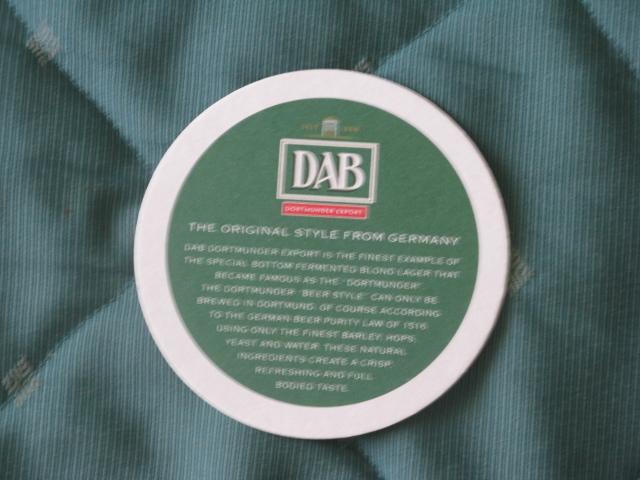 DAB
DORTMUNDER EXPORT
THE ORIGINAL STYLE FROM GERMANY
DAB DORTMUNDER EXPORT IS THE FINEST EXAMPLE OF
THE SPECIAL BOTTOM FERMENTED BLOND LAGER THAT
BECAME FAMOUS AS THE "DORTMUNDER".
THE DORTMUNDER "BEER STYLE" CAN ONLY BE
BREWED IN DORTMUND, OF COURSE ACCORDING
TO THE GERMAN BEER PURITY LAW OF 1516
USING ONLY THE FINEST BARLEY, HOPS,
YEAST AND WATER. THESE NATURAL
INGREDIENTS CREATE A CRISP
REFRESHING AND FULL
BODIED TASTE.